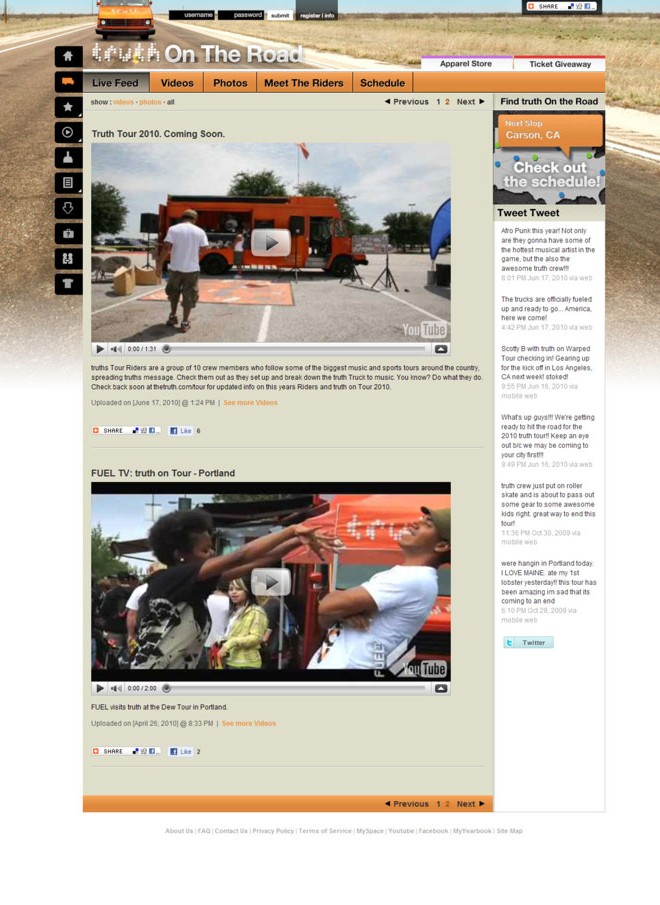 username
password
submit
register | info
SHARE
truth On The Road
Apparel Store
Ticket Giveaway
Live Feed
Videos
Photos
Meet The Riders
Schedule
show : videos - photos - all
Previous 1 2 Next
Find truth On the Road
Next Stop
Carson, CA
Check out
the schedule!
Truth Tour 2010. Coming Soon.
YouTube
0:00 / 1:31
truths Tour Riders are a group of 10 crew members who follow some of the biggest music and sports tours around the country,
spreading truths message. Check them out as they set up and break down the truth Truck to music. You know? Do what they do.
Check back soon at thetruth.com/tour for updated info on this years Riders and truth on Tour 2010.
Uploaded on [June 17, 2010] @ 1:24 PM | See more Videos
SHARE
Like 6
FUEL TV: truth on Tour - Portland
tru
FUEL
YouTube
0:00 / 2:00
FUEL visits truth at the Dew Tour in Portland.
Uploaded on [April 26, 2010] @ 8:33 PM | See more Videos
SHARE
Like 2
Previous 1 2 Next
Tweet Tweet
Afro Punk this year! Not only
are they gonna have some of
the hottest musical artist in the
game, but the also the
awesome truth crew!!!
6:01 PM Jun 17, 2010 via web
The trucks are officially fueled
up and ready to go... America,
here we come!
4:42 PM Jun 17, 2010 via web
Scotty B with truth on Warped
Tour checking in! Gearing up
for the kick off in Los Angeles,
CA next week! stoked!
9:55 PM Jun 16, 2010 via
mobile web
What's up guys!!! We're getting
ready to hit the road for the
2010 truth tour!! Keep an eye
out b/c we may be coming to
your city first!!!
9:49 PM Jun 16, 2010 via web
truth crew just put on roller
skate and is about to pass out
some gear to some awesome
kids right. great way to end this
tour!
11:36 PM Oct 30, 2009 via
mobile web
were hangin in Portland today.
I LOVE MAINE. ate my 1st
lobster yesterday!! this tour has
been amazing im sad that its
coming to an end
6:10 PM Oct 29, 2009 via
mobile web
Twitter
About Us | FAQ | Contact Us | Privacy Policy | Terms of Service | MySpace | Youtube | Facebook | MyYearbook | Site Map